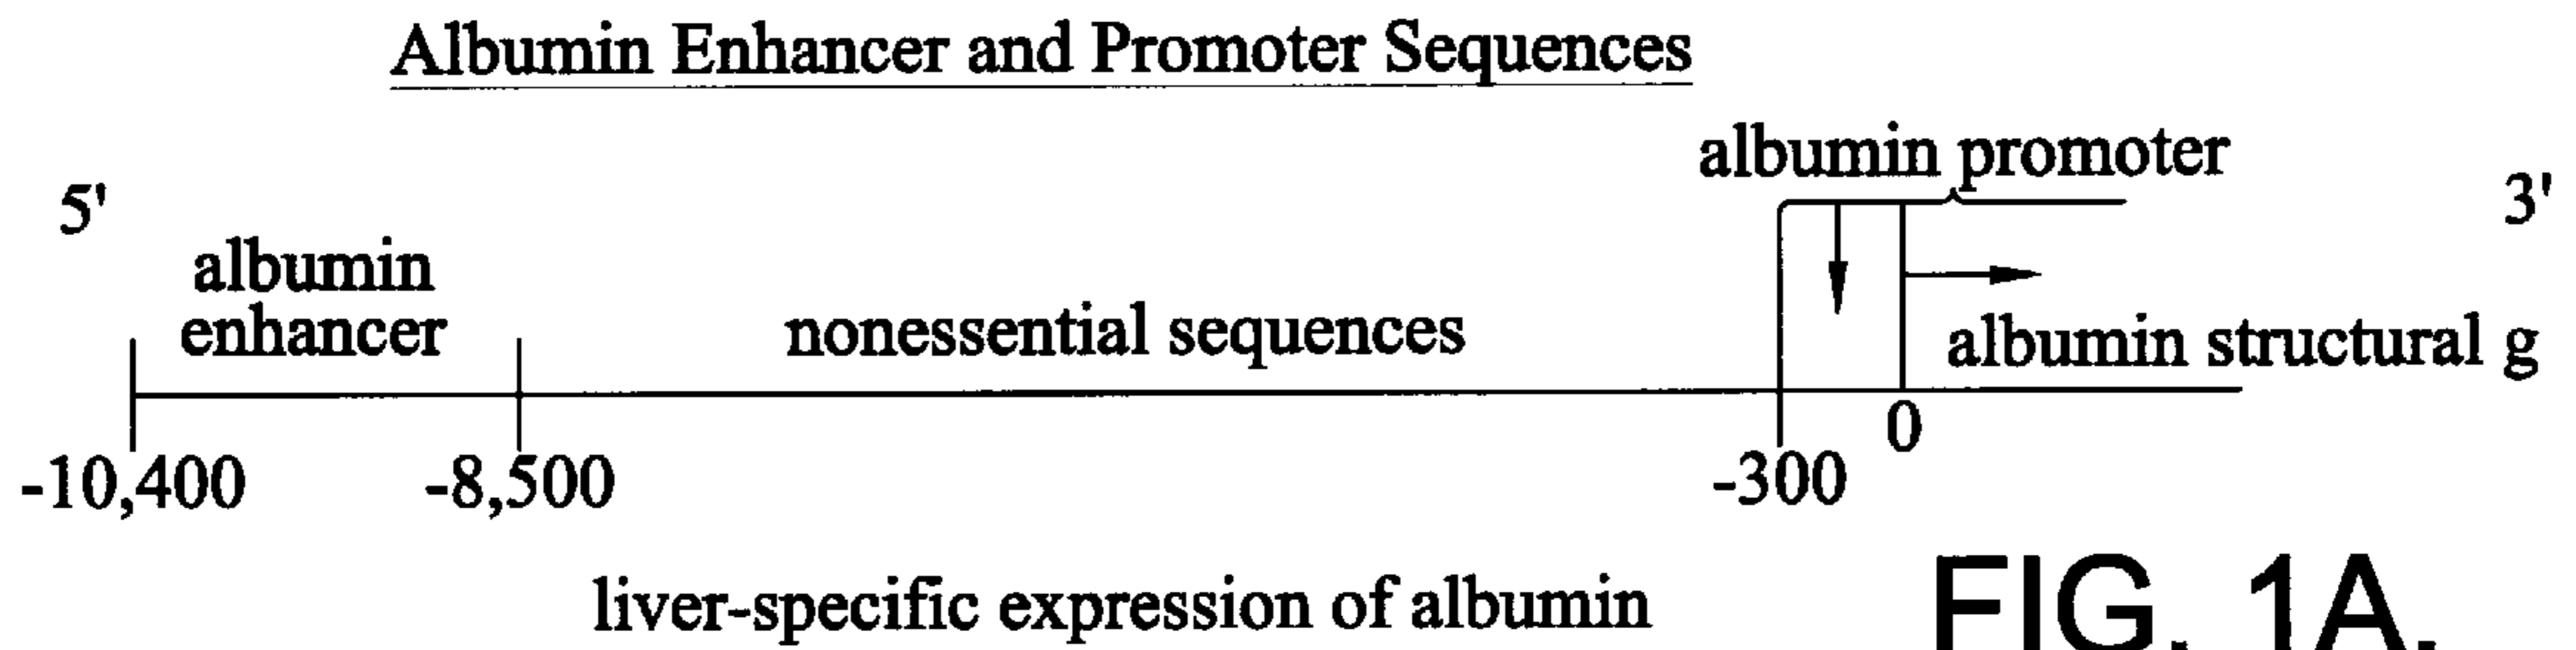 Albumin Enhancer and Promoter Sequences
albumin promoter
5'
3'
albumin
enhancer
nonessential sequences
albumin structural g
0
-10,400
-8,500
-300
liver-specific expression of albumin
FIG. 1A.